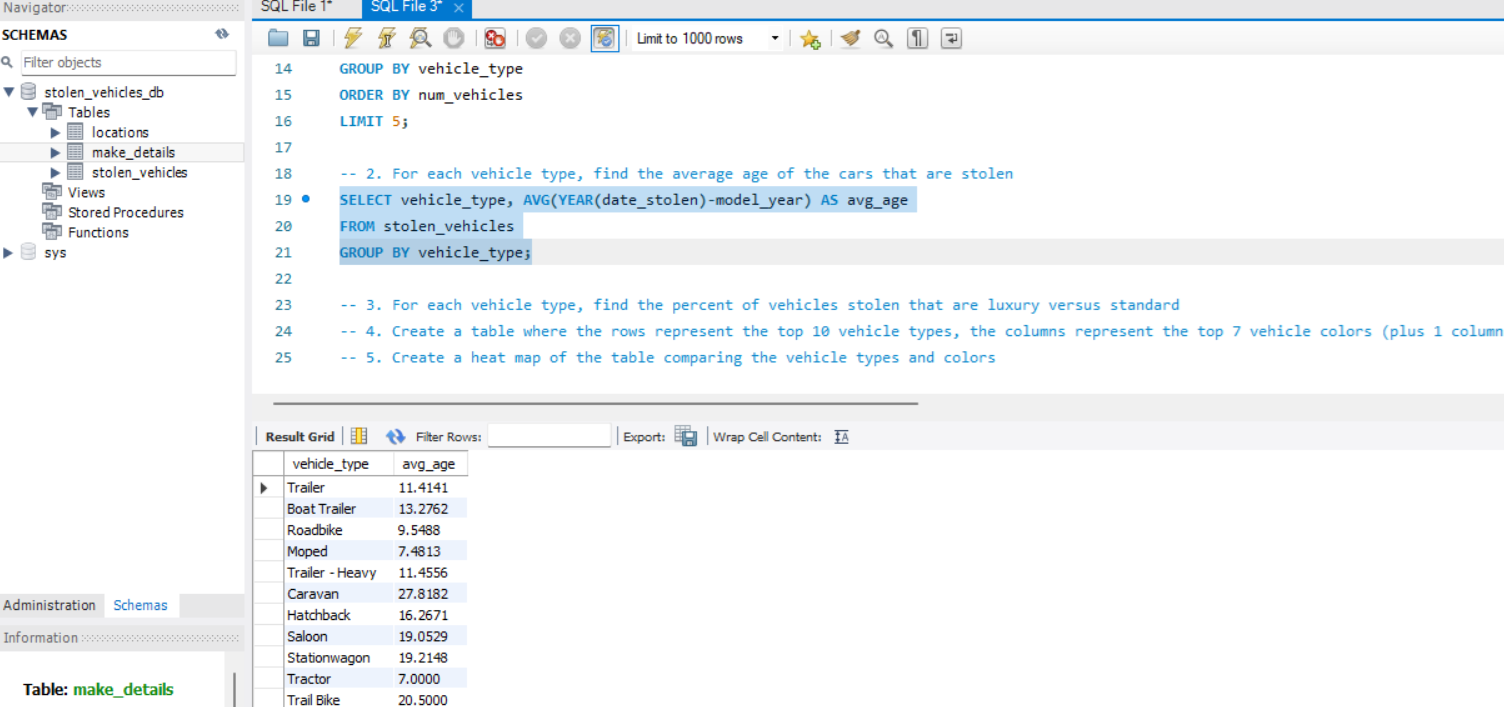 Navigator
SCHEMAS
Filter objects
stolen_vehicles_db
Tables
locations
make_details
stolen_vehicles
Views
Stored Procedures
Functions
sys
Administration Schemas
Information
Table: make_details
SQL File 1* SQL File 3*
Limit to 1000 rows
14 GROUP BY vehicle_type
15 ORDER BY num_vehicles
16 LIMIT 5;
17
18 -- 2. For each vehicle type, find the average age of the cars that are stolen
19 SELECT vehicle_type, AVG(YEAR(date_stolen)-model_year) AS avg_age
20 FROM stolen_vehicles
21 GROUP BY vehicle_type;
22
23 -- 3. For each vehicle type, find the percent of vehicles stolen that are luxury versus standard
24 -- 4. Create a table where the rows represent the top 10 vehicle types, the columns represent the top 7 vehicle colors (plus 1 column
25 -- 5. Create a heat map of the table comparing the vehicle types and colors
Result Grid Filter Rows: Export: Wrap Cell Content:
vehicle_type avg_age
Trailer 11.4141
Boat Trailer 13.2762
Roadbike 9.5488
Moped 7.4813
Trailer - Heavy 11.4556
Caravan 27.8182
Hatchback 16.2671
Saloon 19.0529
Stationwagon 19.2148
Tractor 7.0000
Trail Bike 20.5000